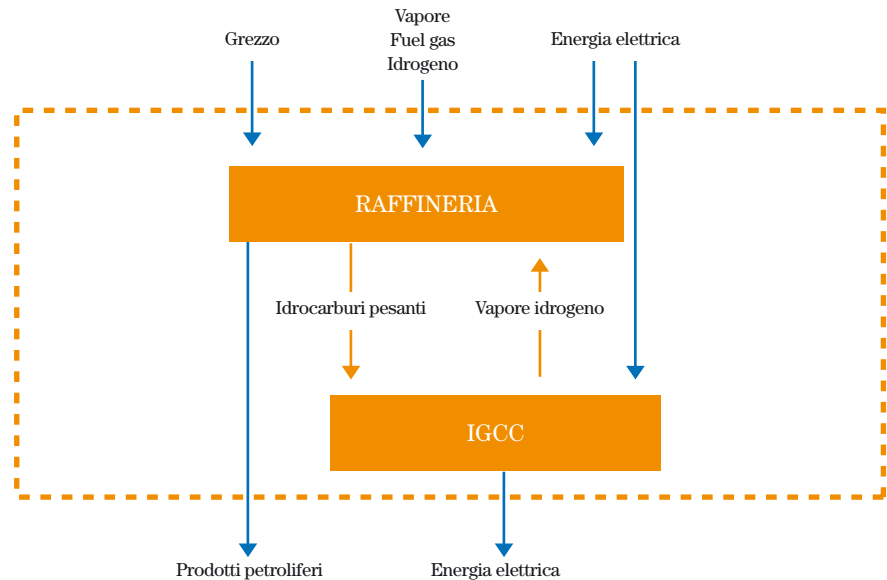 Grezzo
Vapore
Fuel gas
Idrogeno
Energia elettrica
RAFFINERIA
Idrocarburi pesanti
Vapore idrogeno
IGCC
Prodotti petroliferi
Energia elettrica